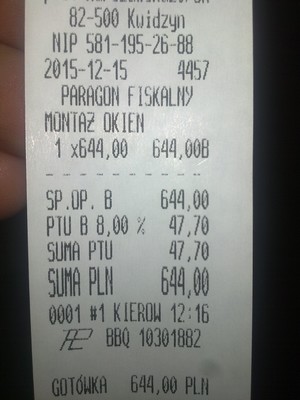 82-500 Kwidzyn
NIP 581-195-26-88
2015-12-15 4457
PARAGON FISKALNY
MONTAŻ OKIEN
1 x644,00 644,00B
- - - - - - - - - - - -
SP.OP. B 644,00
PTU B 8,00 % 47,70
SUMA PTU 47,70
SUMA PLN 644,00
0001 #1 KIEROW 12:16
BBQ 10301882
GOTÓWKA 644,00 PLN